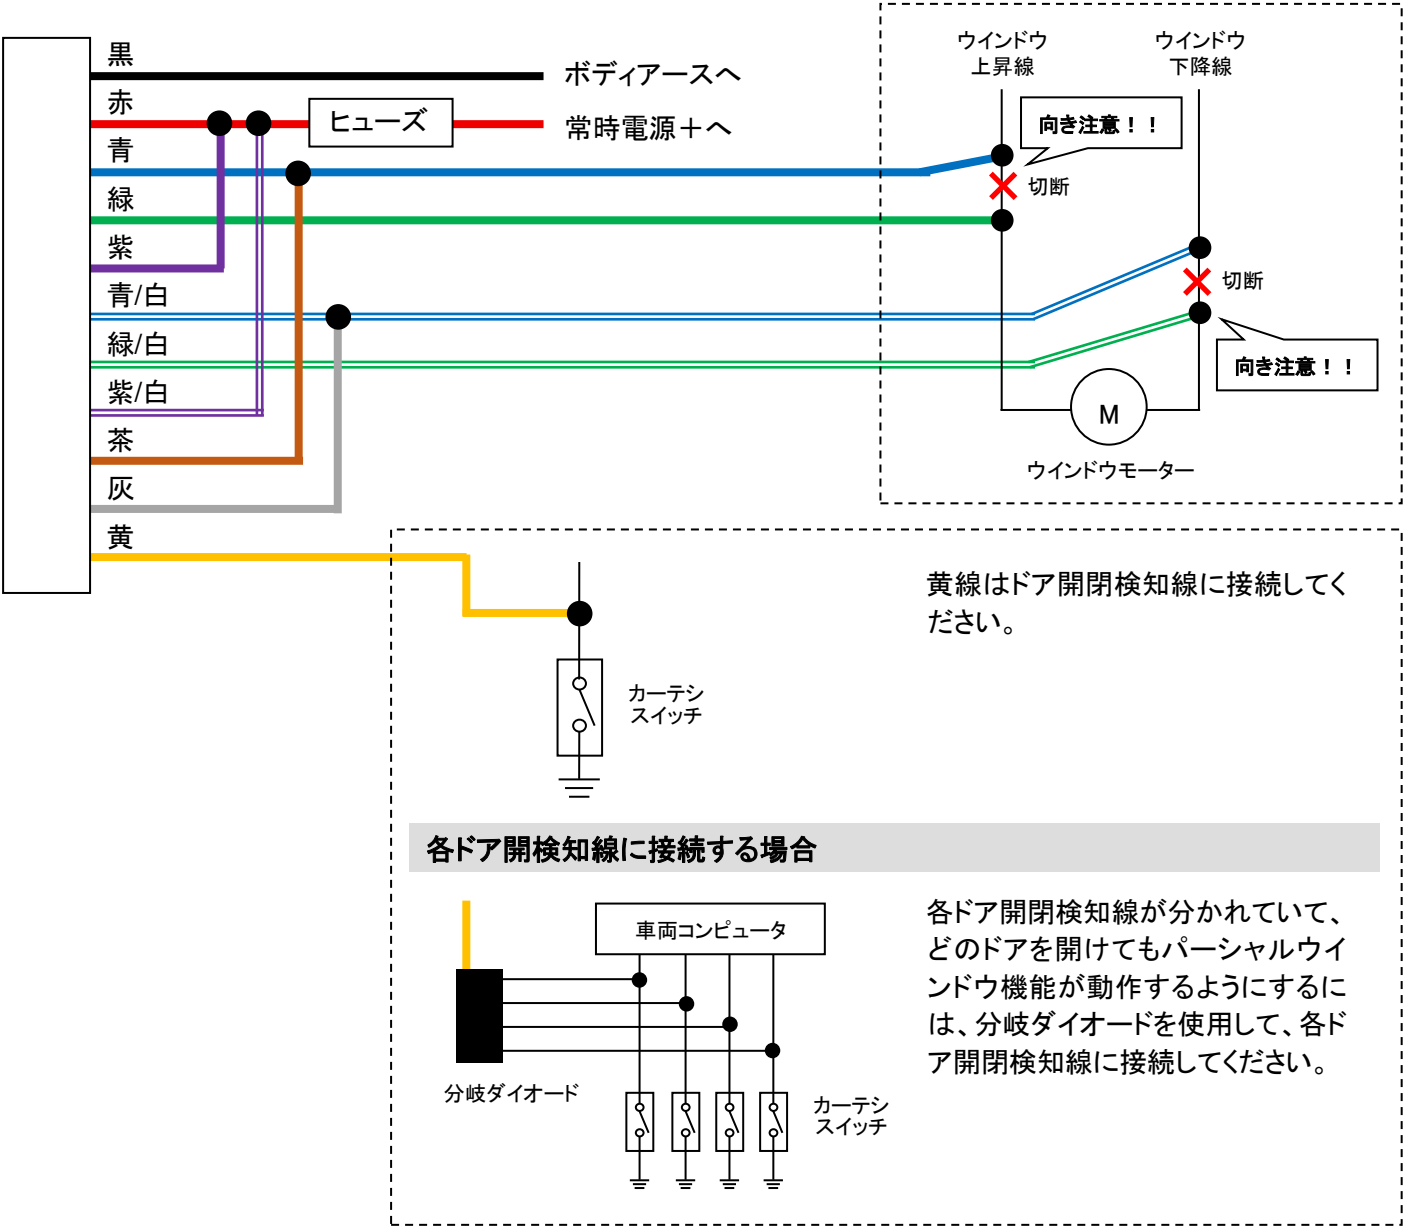 黒
ボディアースへ
赤
ヒューズ
常時電源＋へ
青
緑
紫
青/白
緑/白
紫/白
茶
灰
黄
ウインドウ
上昇線
ウインドウ
下降線
向き注意！！
切断
切断
向き注意！！
M
ウインドウモーター
黄線はドア開閉検知線に接続してく
ださい。
カーテシ
スイッチ
各ドア開検知線に接続する場合
車両コンピュータ
分岐ダイオード
カーテシ
スイッチ
各ドア開閉検知線が分かれていて、
どのドアを開けてもパーシャルウイ
ンドウ機能が動作するようにするに
は、分岐ダイオードを使用して、各ド
ア開閉検知線に接続してください。